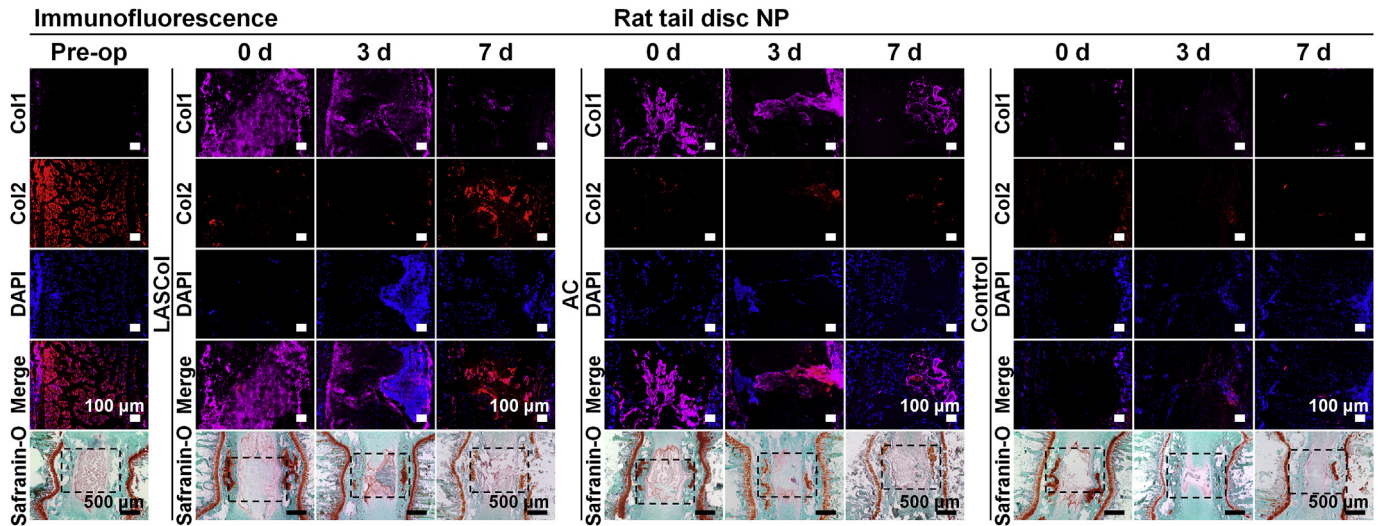 Immunofluorescence Rat tail disc NP
Pre-op 0 d 3 d 7 d 0 d 3 d 7 d 0 d 3 d 7 d
LASCol
AC
Control
Col1 Col1 Col1 Col1
Col2 Col2 Col2 Col2
DAPI DAPI DAPI DAPI
Merge Merge Merge Merge
100 μm 100 μm 100 μm 100 μm
Safranin-O Safranin-O Safranin-O Safranin-O
500 μm 500 μm 500 μm 500 μm